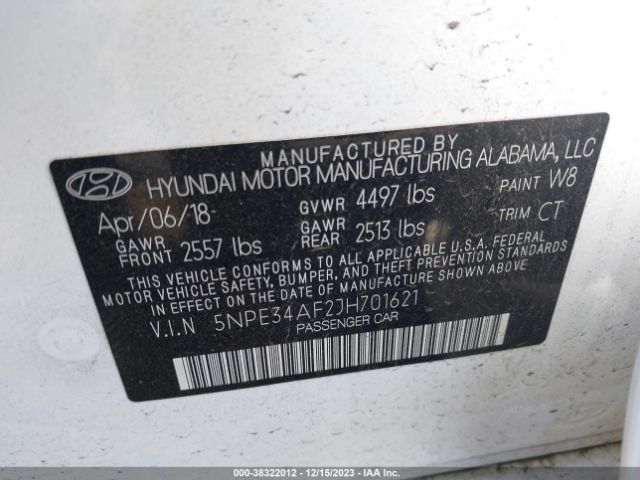 MANUFACTURED BY
HYUNDAI MOTOR MANUFACTURING ALABAMA, LLC
Apr/06/18 GVWR 4497 lbs PAINT W8
GAWR FRONT 2557 lbs GAWR REAR 2513 lbs TRIM CT
THIS VEHICLE CONFORMS TO ALL APPLICABLE U.S.A. FEDERAL
MOTOR VEHICLE SAFETY, BUMPER, AND THEFT PREVENTION STANDARDS
IN EFFECT ON THE DATE OF MANUFACTURE SHOWN ABOVE.
V.I.N 5NPE34AF2JH701621
PASSENGER CAR
000-38322012 - 12/15/2023 - IAA Inc.